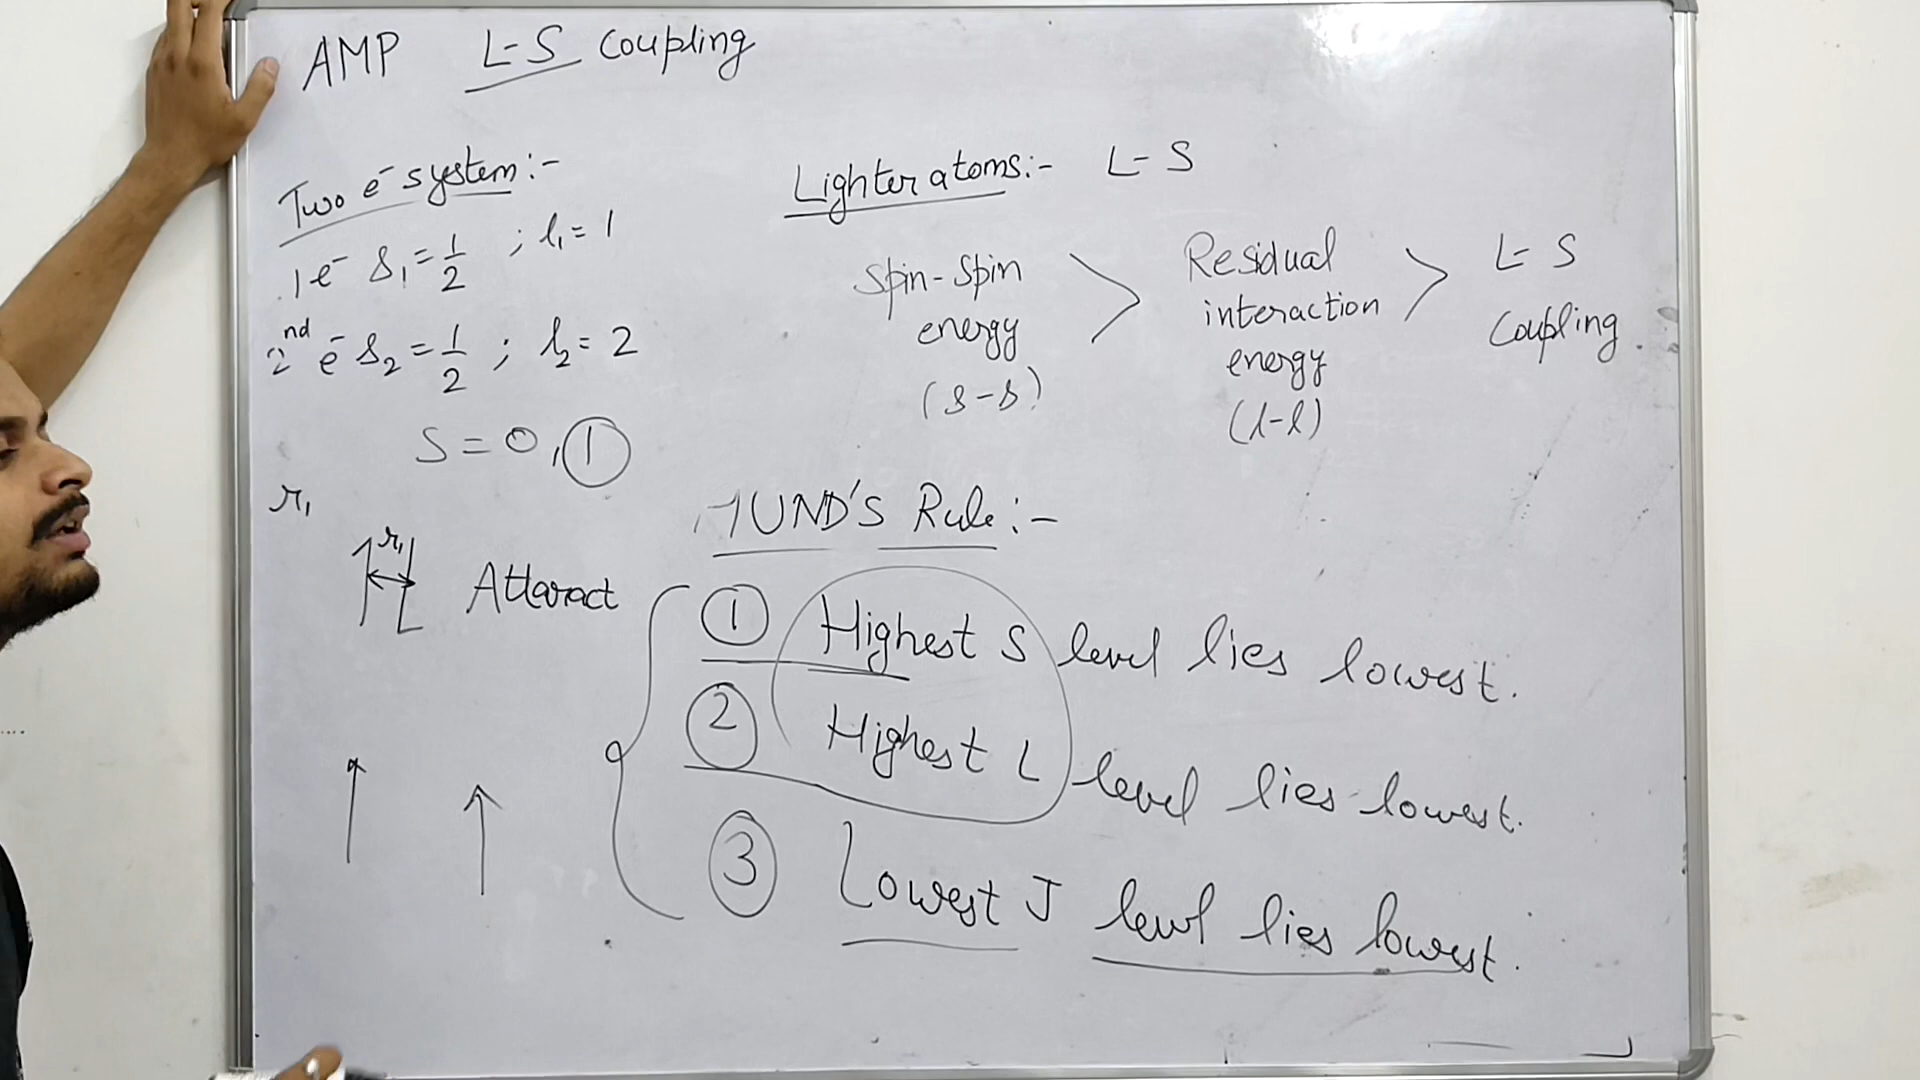 AMP L-S Coupling
Two e⁻ system:-
1e⁻ s₁ = 1/2 ; l₁ = 1
2nd e⁻ s₂ = 1/2 ; l₂ = 2
S = 0, 1
r₁
r₁
Attaract
Lighter atoms:- L-S
Spin-Spin energy (s-s) > Residual interaction energy (l-l) > L-S Coupling
HUND'S Rule:-
1 Highest S level lies lowest.
2 Highest L level lies lowest.
3 Lowest J level lies lowest.